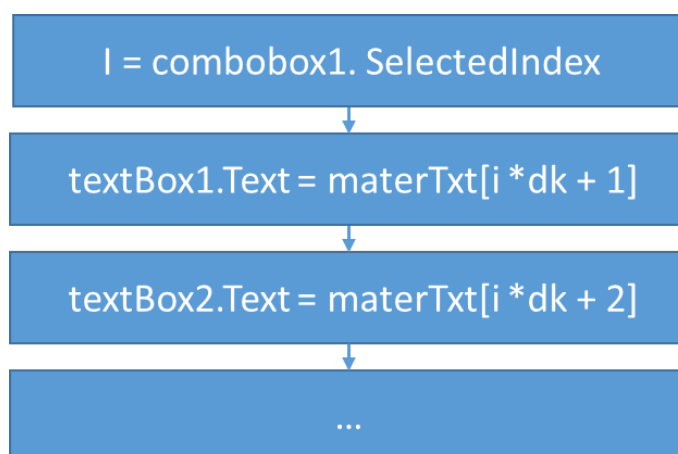 I = combobox1. SelectedIndex
textBox1.Text = materTxt[i *dk + 1]
textBox2.Text = materTxt[i *dk + 2]
...